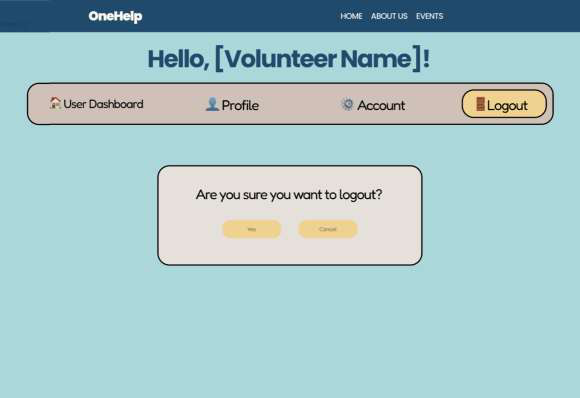 OneHelp
HOME ABOUT US EVENTS
Hello, [Volunteer Name]!
User Dashboard Profile Account Logout
Are you sure you want to logout?
Yes Cancel